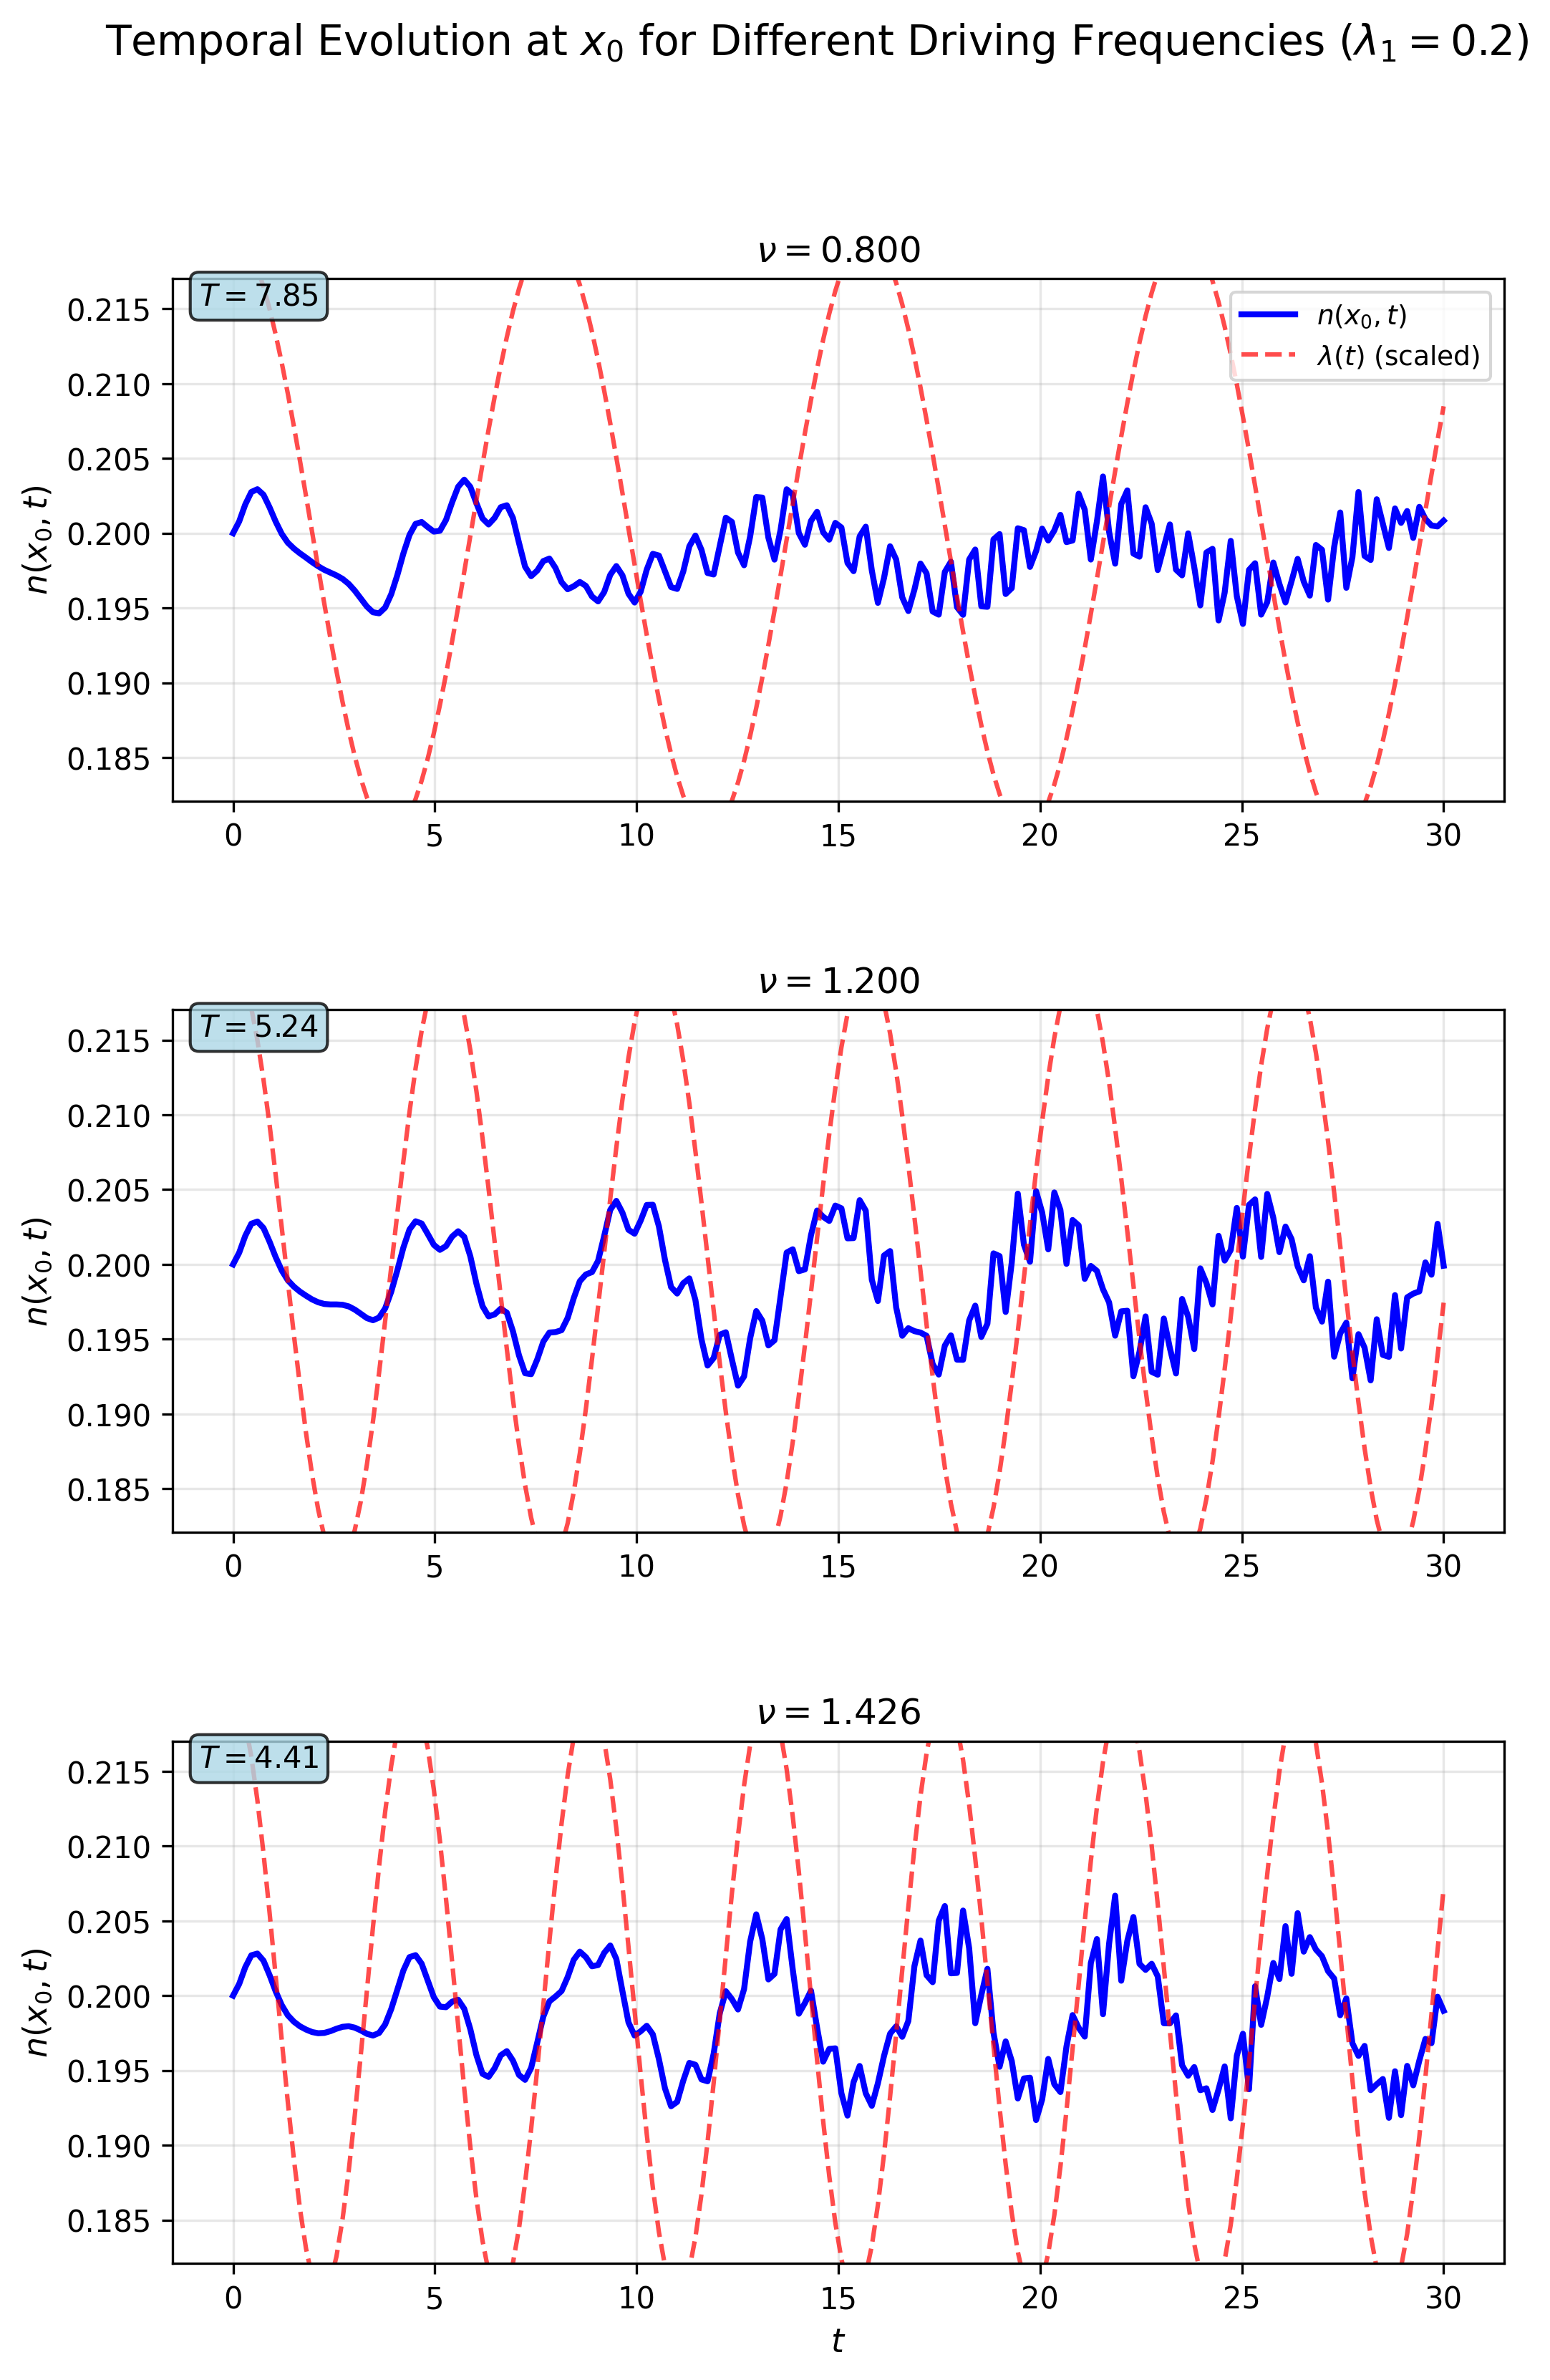 Temporal Evolution at x₀ for Different Driving Frequencies (λ₁ = 0.2)
ν = 0.800
T = 7.85
n(x₀, t)
λ(t) (scaled)
n(x₀, t)
0.215
0.210
0.205
0.200
0.195
0.190
0.185
0 5 10 15 20 25 30
ν = 1.200
T = 5.24
n(x₀, t)
0.215
0.210
0.205
0.200
0.195
0.190
0.185
0 5 10 15 20 25 30
ν = 1.426
T = 4.41
n(x₀, t)
0.215
0.210
0.205
0.200
0.195
0.190
0.185
0 5 10 15 20 25 30
t